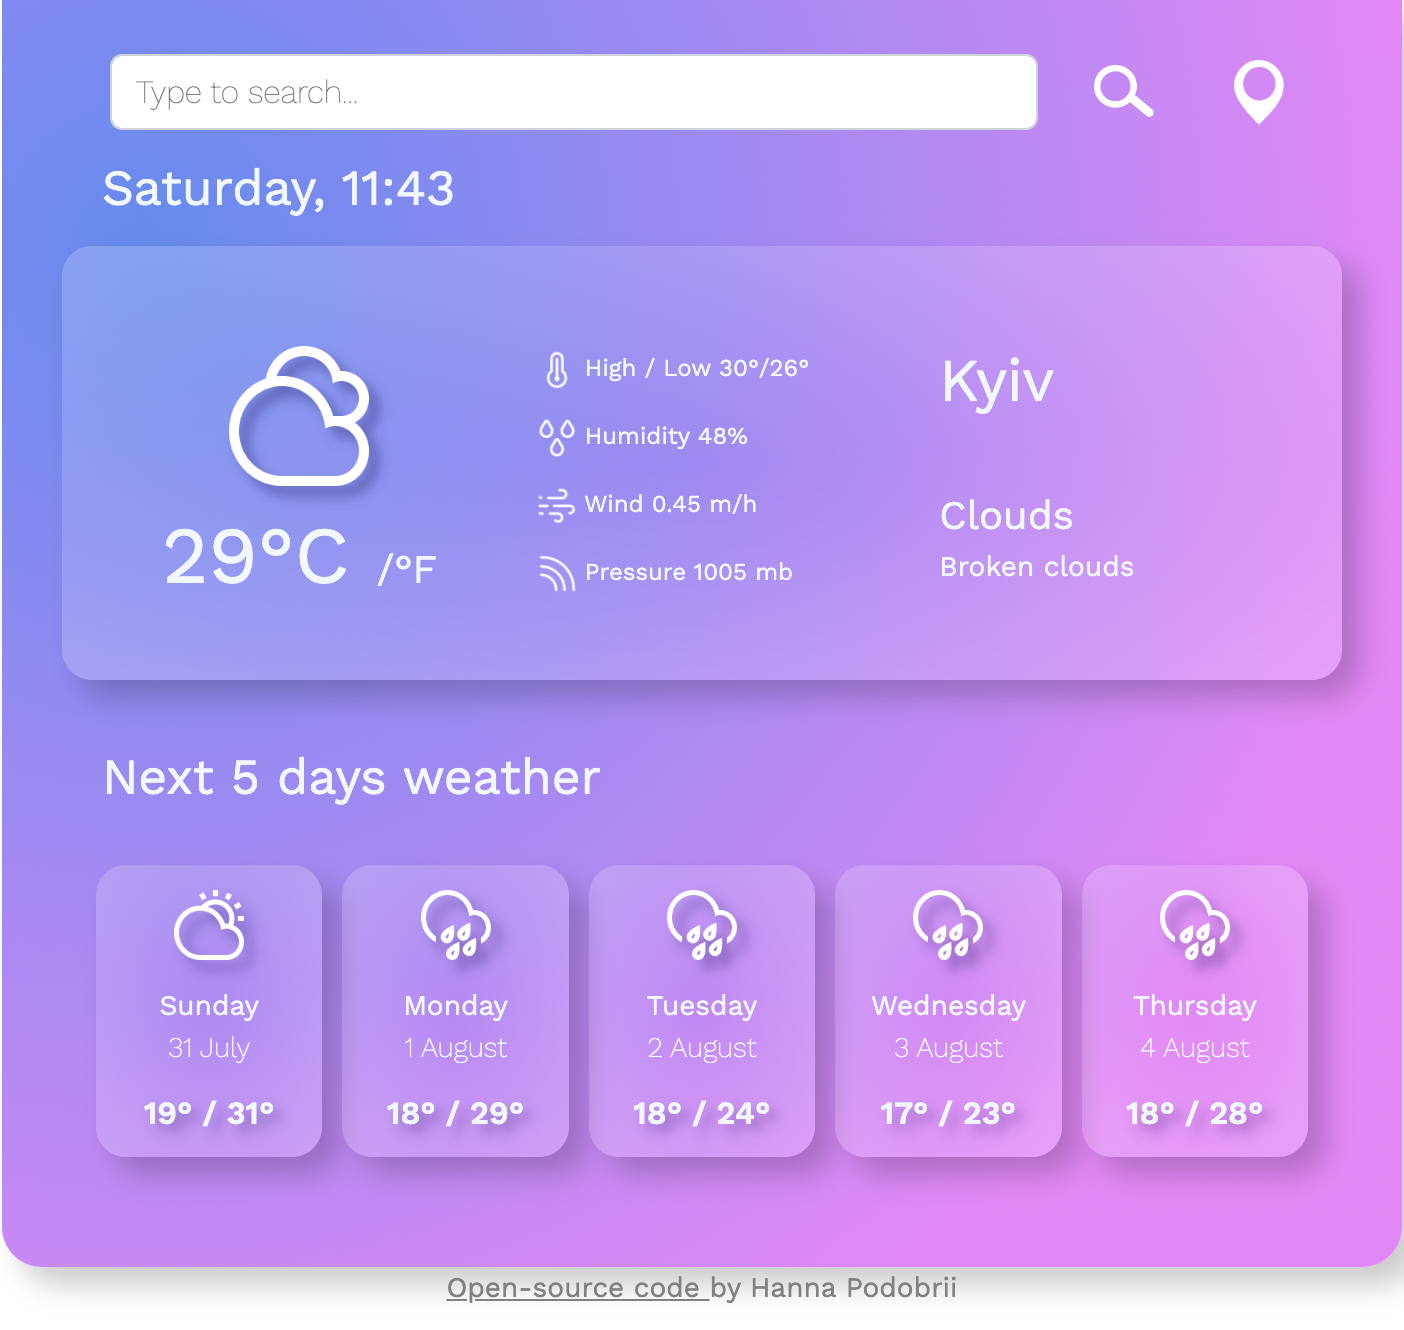 Type to search...
Saturday, 11:43
29°C /°F
High / Low 30°/26°
Humidity 48%
Wind 0.45 m/h
Pressure 1005 mb
Kyiv
Clouds
Broken clouds
Next 5 days weather
Sunday
31 July
19° / 31°
Monday
1 August
18° / 29°
Tuesday
2 August
18° / 24°
Wednesday
3 August
17° / 23°
Thursday
4 August
18° / 28°
Open-source code by Hanna Podobrii